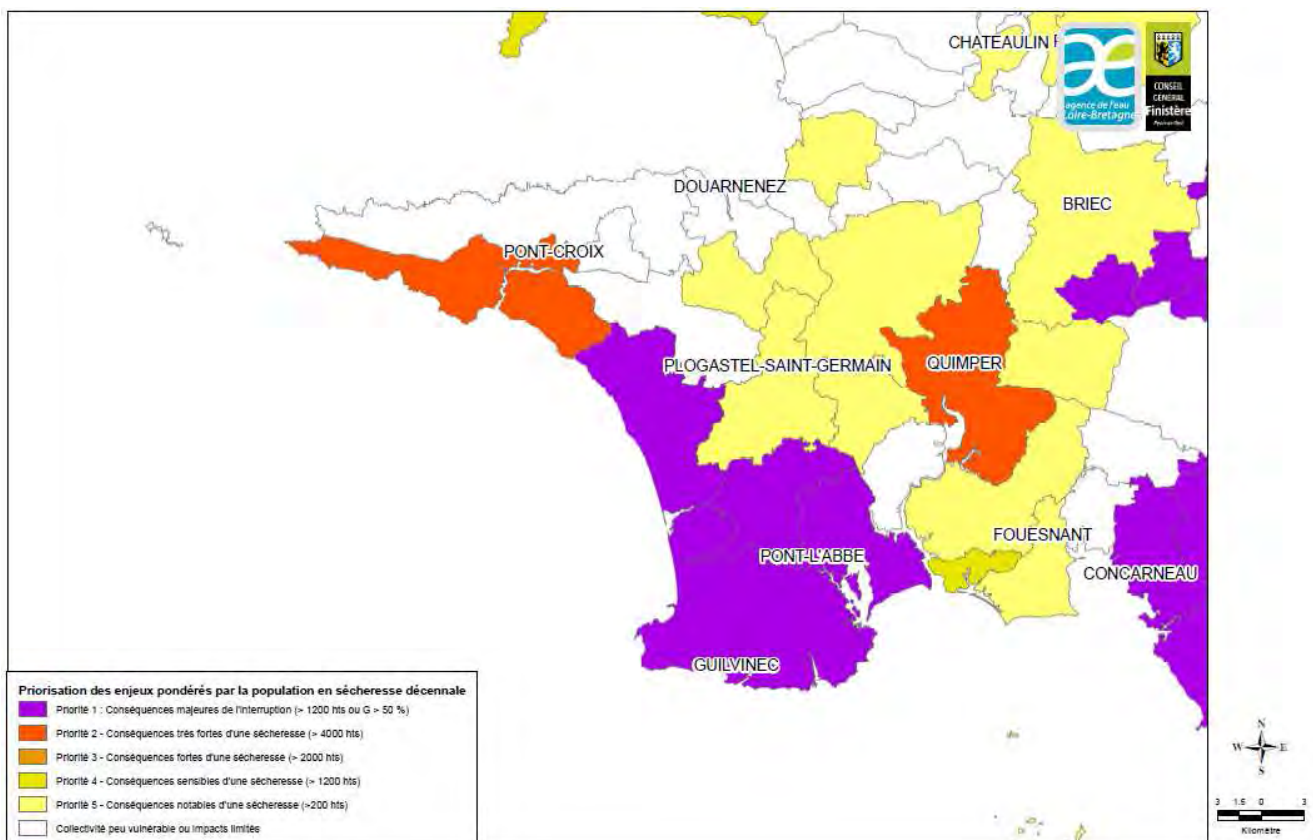 CHATEAULIN
agence de l'eau
Loire-Bretagne
CONSEIL
GENERAL
Finistère
DOUARNENEZ
BRIEC
PONT-CROIX
PLOGASTEL-SAINT-GERMAIN
QUIMPER
FOUESNANT
PONT-L'ABBE
CONCARNEAU
GUILVINEC
Priorisation des enjeux pondérés par la population en sécheresse décennale
Priorité 1 : Conséquences majeures de l'interruption (> 1200 hts ou G > 50 %)
Priorité 2 - Conséquences très fortes d'une sécheresse (> 4000 hts)
Priorité 3 - Conséquences fortes d'une sécheresse (> 2000 hts)
Priorité 4 - Conséquences sensibles d'une sécheresse (> 1200 hts)
Priorité 5 - Conséquences notables d'une sécheresse (>200 hts)
Collectivité peu vulnérable ou impacts limités
N
W E
S
3 1.5 0 3
Kilomètre